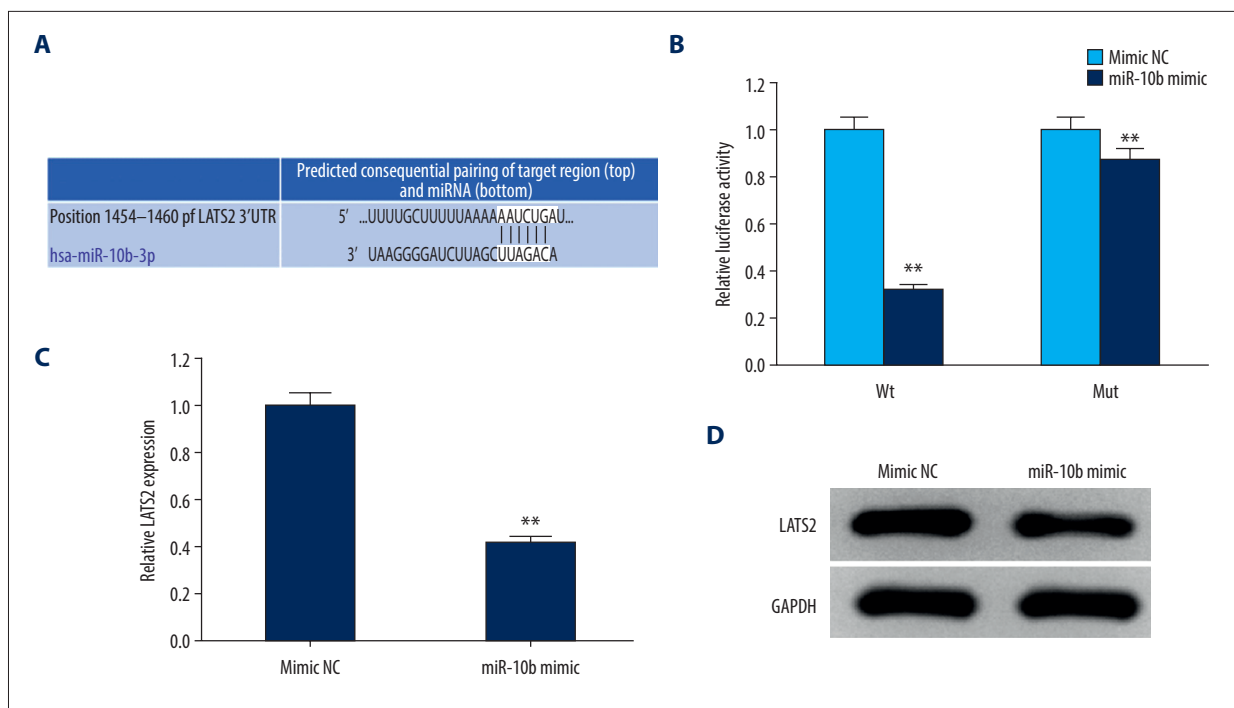 A
Predicted consequential pairing of target region (top)
and miRNA (bottom)
Position 1454–1460 pf LATS2 3'UTR 5' ...UUUUGCUUUUUAAAAAAUCUGAU...
hsa-miR-10b-3p 3' UAAGGGGAUCUUAGCUUAGACA
B
Mimic NC
miR-10b mimic
Relative luciferase activity
1.2
1.0
0.8
0.6
0.4
0.2
0.0
**
**
Wt Mut
C
Relative LATS2 expression
1.2
1.0
0.8
1.0
0.6
0.4
0.2
0.0
**
Mimic NC miR-10b mimic
D
Mimic NC miR-10b mimic
LATS2
GAPDH